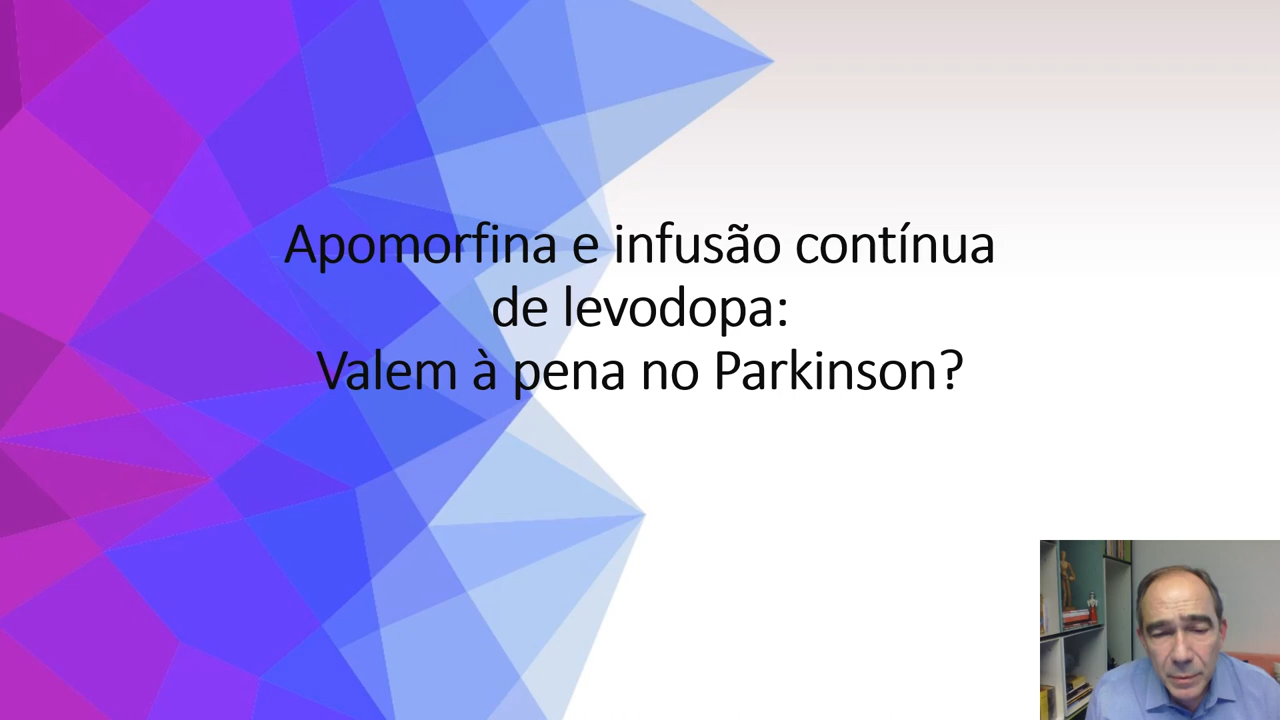 Apomorfina e infusão contínua
de levodopa:
Valem à pena no Parkinson?